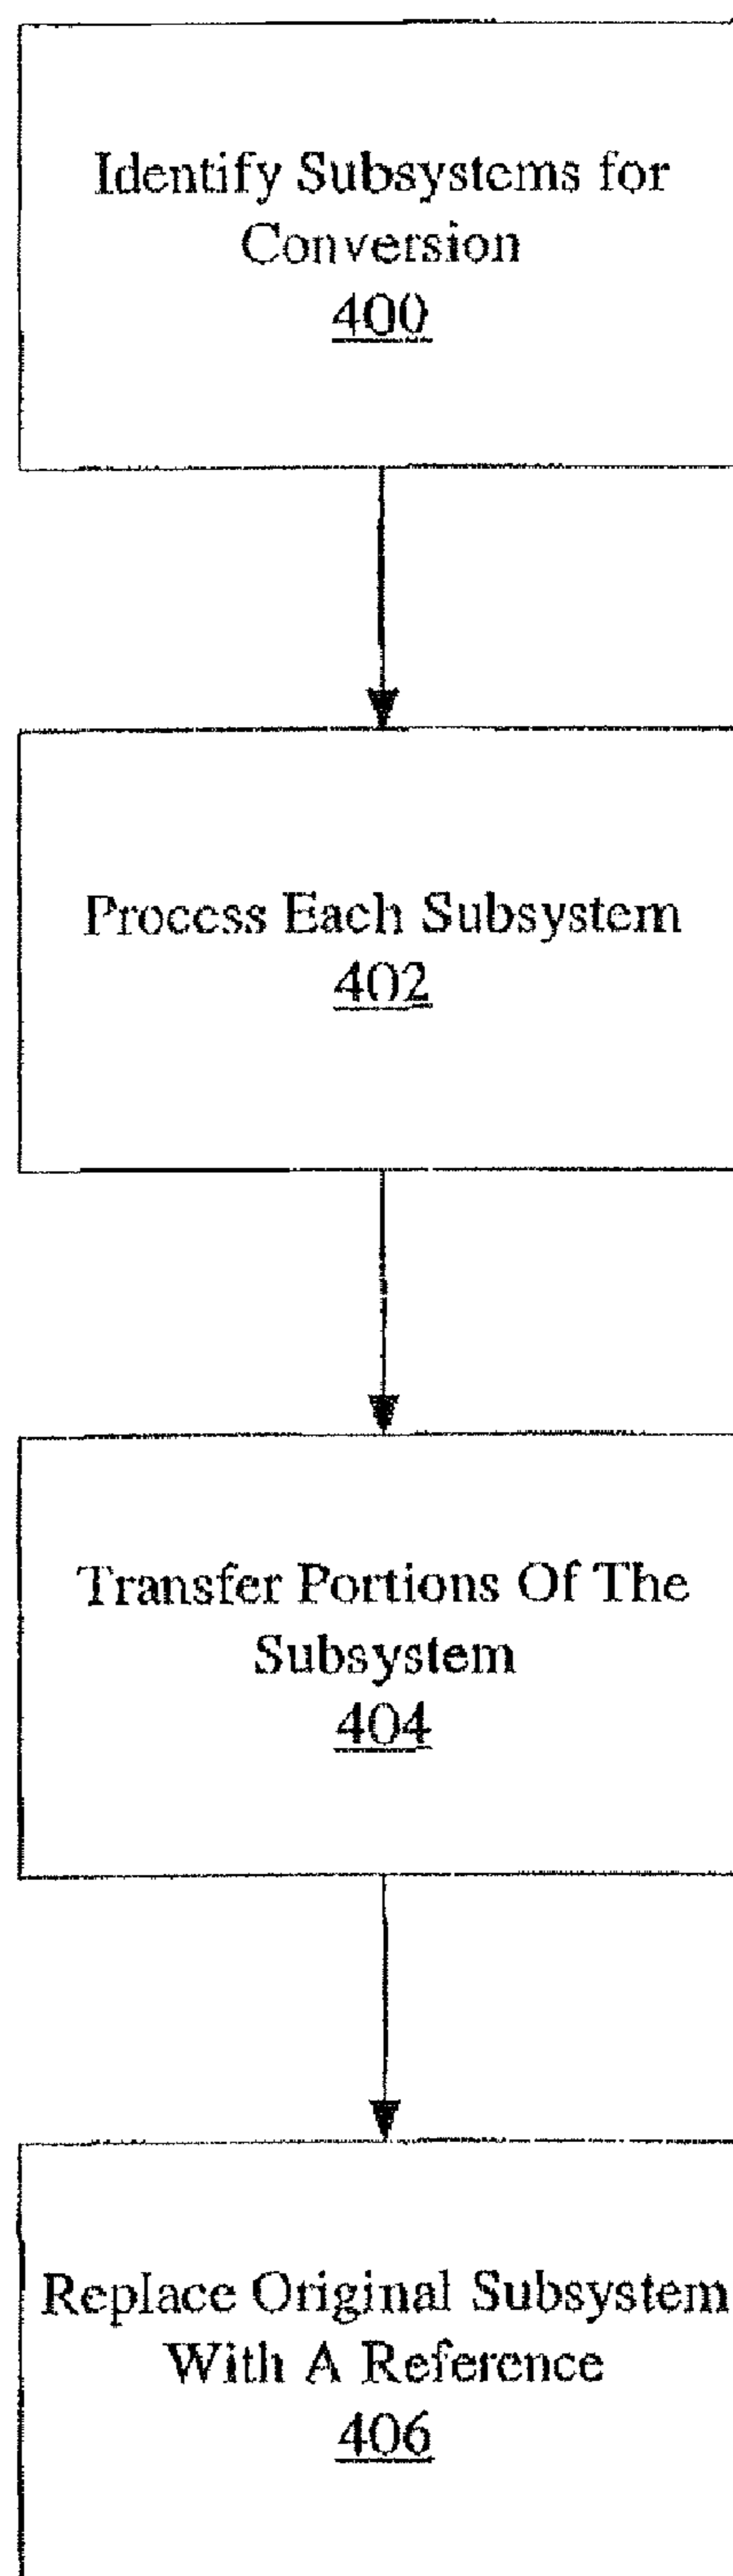 Identify Subsystems for
Conversion
400
Process Each Subsystem
402
Transfer Portions Of The
Subsystem
404
Replace Original Subsystem
With A Reference
406